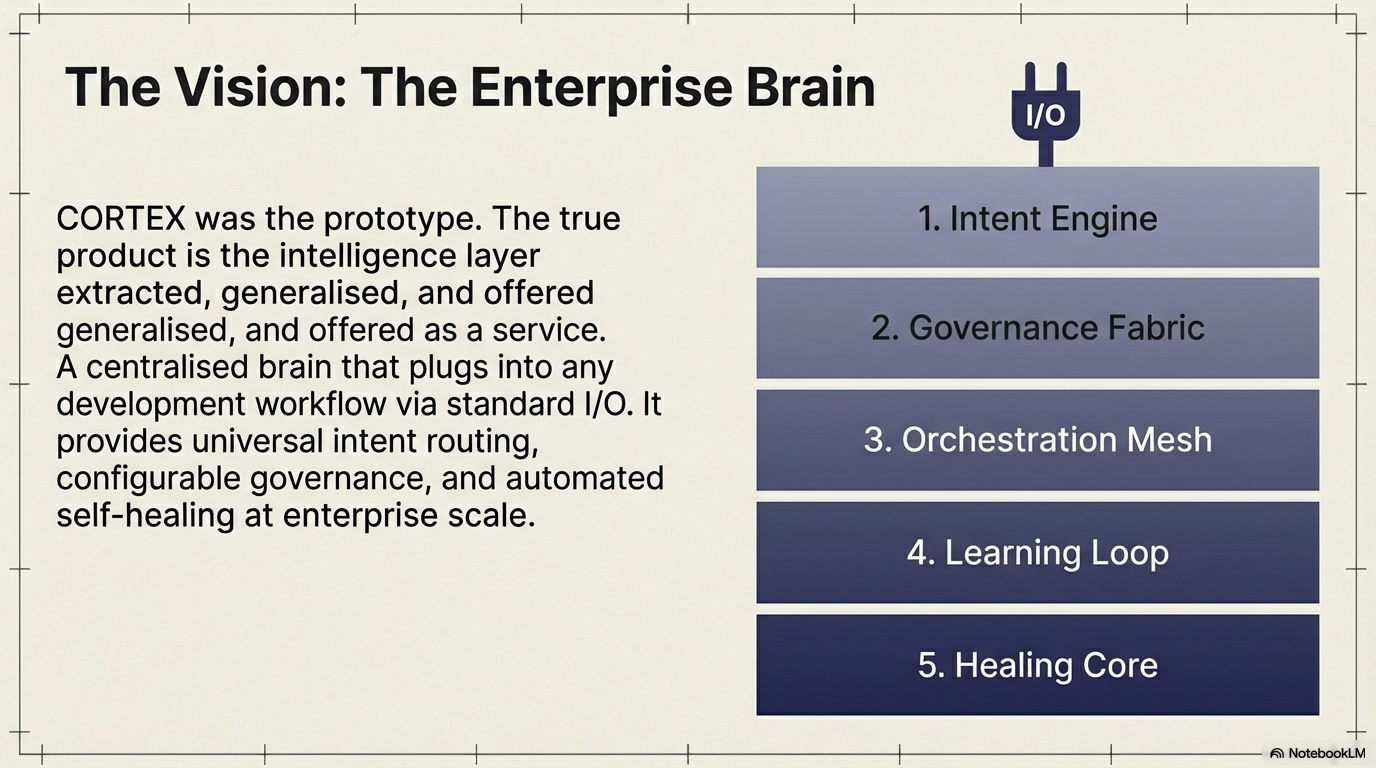 The Vision: The Enterprise Brain
I/O
CORTEX was the prototype. The true
product is the intelligence layer
extracted, generalised, and offered
generalised, and offered as a service.
A centralised brain that plugs into any
development workflow via standard I/O. It
provides universal intent routing,
configurable governance, and automated
self-healing at enterprise scale.
1. Intent Engine
2. Governance Fabric
3. Orchestration Mesh
4. Learning Loop
5. Healing Core
NotebookLM